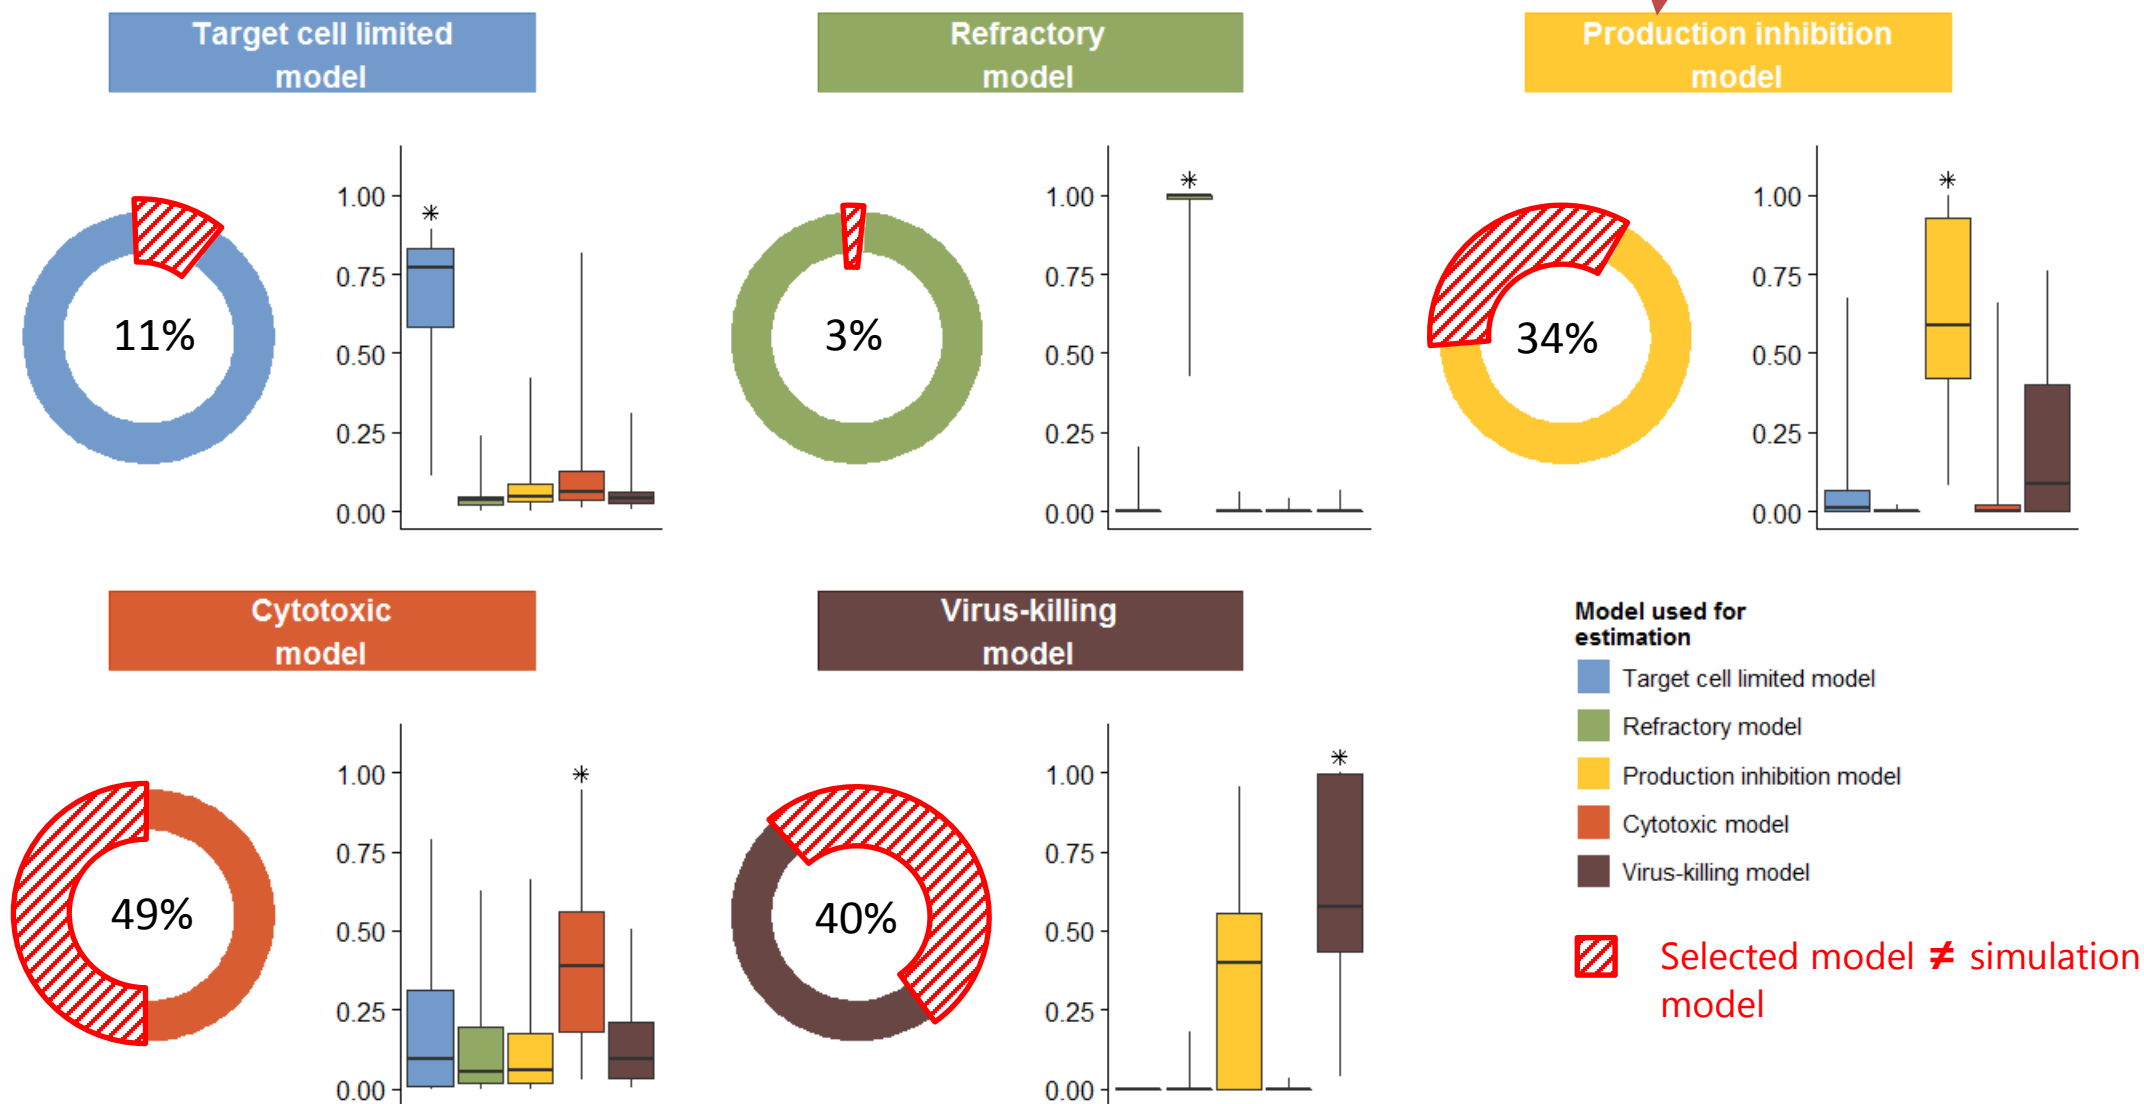 Target cell limited
model
Refractory
model
Production inhibition
model
1.00
0.75
0.50
0.25
0.00
*
11%
1.00
0.75
0.50
0.25
0.00
*
3%
1.00
0.75
0.50
0.25
0.00
*
34%
Cytotoxic
model
Virus-killing
model
1.00
0.75
0.50
0.25
0.00
*
49%
1.00
0.75
0.50
0.25
0.00
*
40%
Model used for
estimation
Target cell limited model
Refractory model
Production inhibition model
Cytotoxic model
Virus-killing model
Selected model ≠ simulation
model